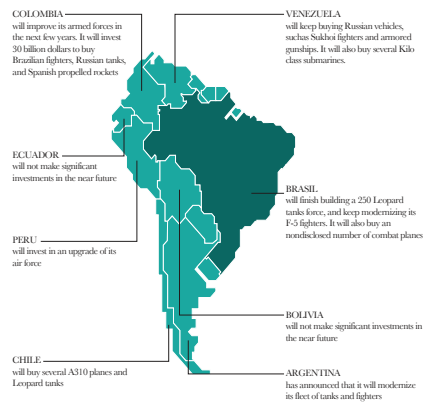 COLOMBIA
will improve its armed forces in
the next few years. It will invest
30 billion dollars to buy
Brazilian fighters, Russian tanks,
and Spanish propelled rockets
ECUADOR
will not make significant
investments in the near future
PERU
will invest in an upgrade of its
air force
CHILE
will buy several A310 planes and
Leopard tanks
VENEZUELA
will keep buying Russian vehicles,
suchas Sukhoi fighters and armored
gunships. It will also buy several Kilo
class submarines.
BRASIL
will finish building a 250 Leopard
tanks force, and keep modernizing its
F-5 fighters. It will also buy an
nondisclosed number of combat planes
BOLIVIA
will not make significant investments in
the near future
ARGENTINA
has announced that it will modernize
its fleet of tanks and fighters